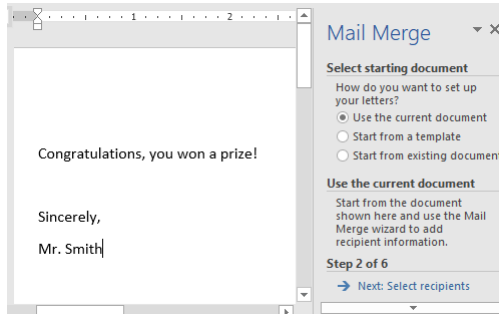 1
2
Congratulations, you won a prize!
Sincerely,
Mr. Smith
Mail Merge
Select starting document
How do you want to set up
your letters?
Use the current document
Start from a template
Start from existing document
Use the current document
Start from the document
shown here and use the Mail
Merge wizard to add
recipient information.
Step 2 of 6
Next: Select recipients